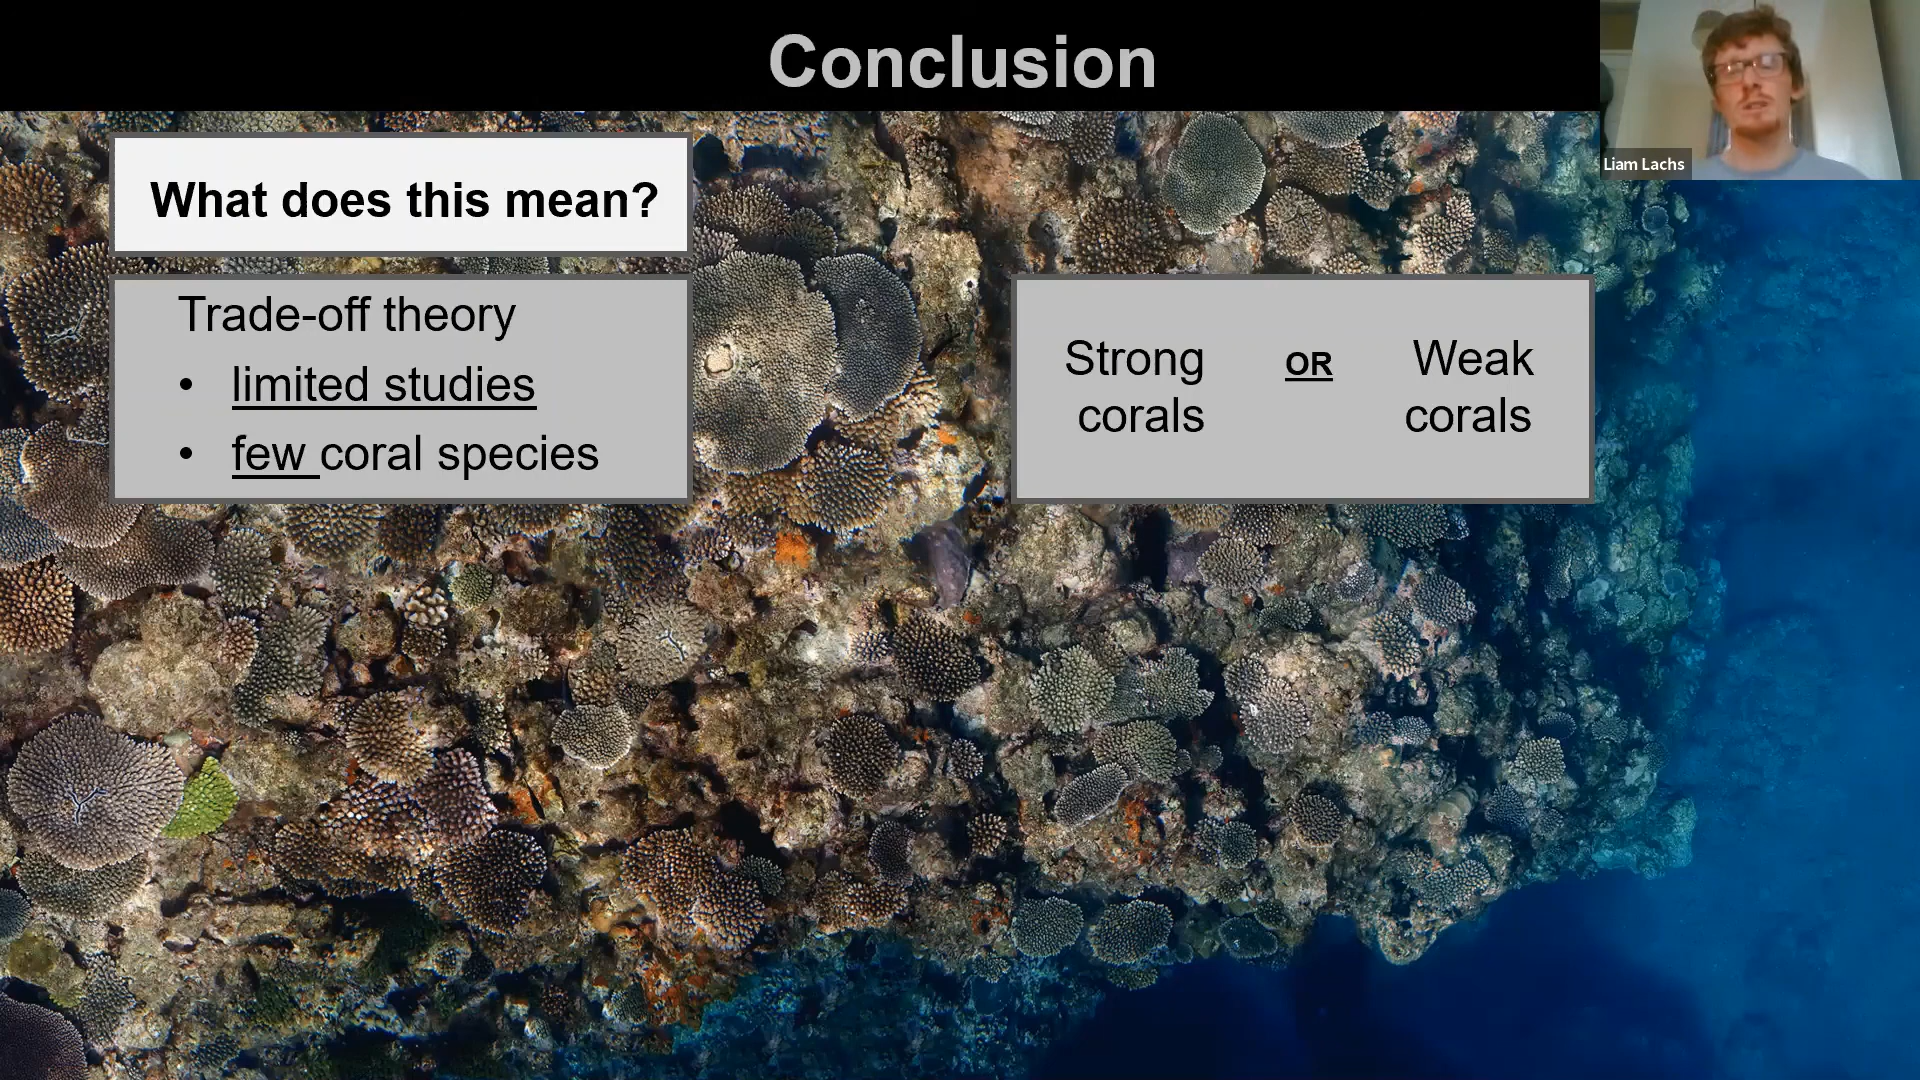 Conclusion
Liam Lachs
What does this mean?
Trade-off theory
• limited studies
• few coral species
Strong OR Weak
corals corals